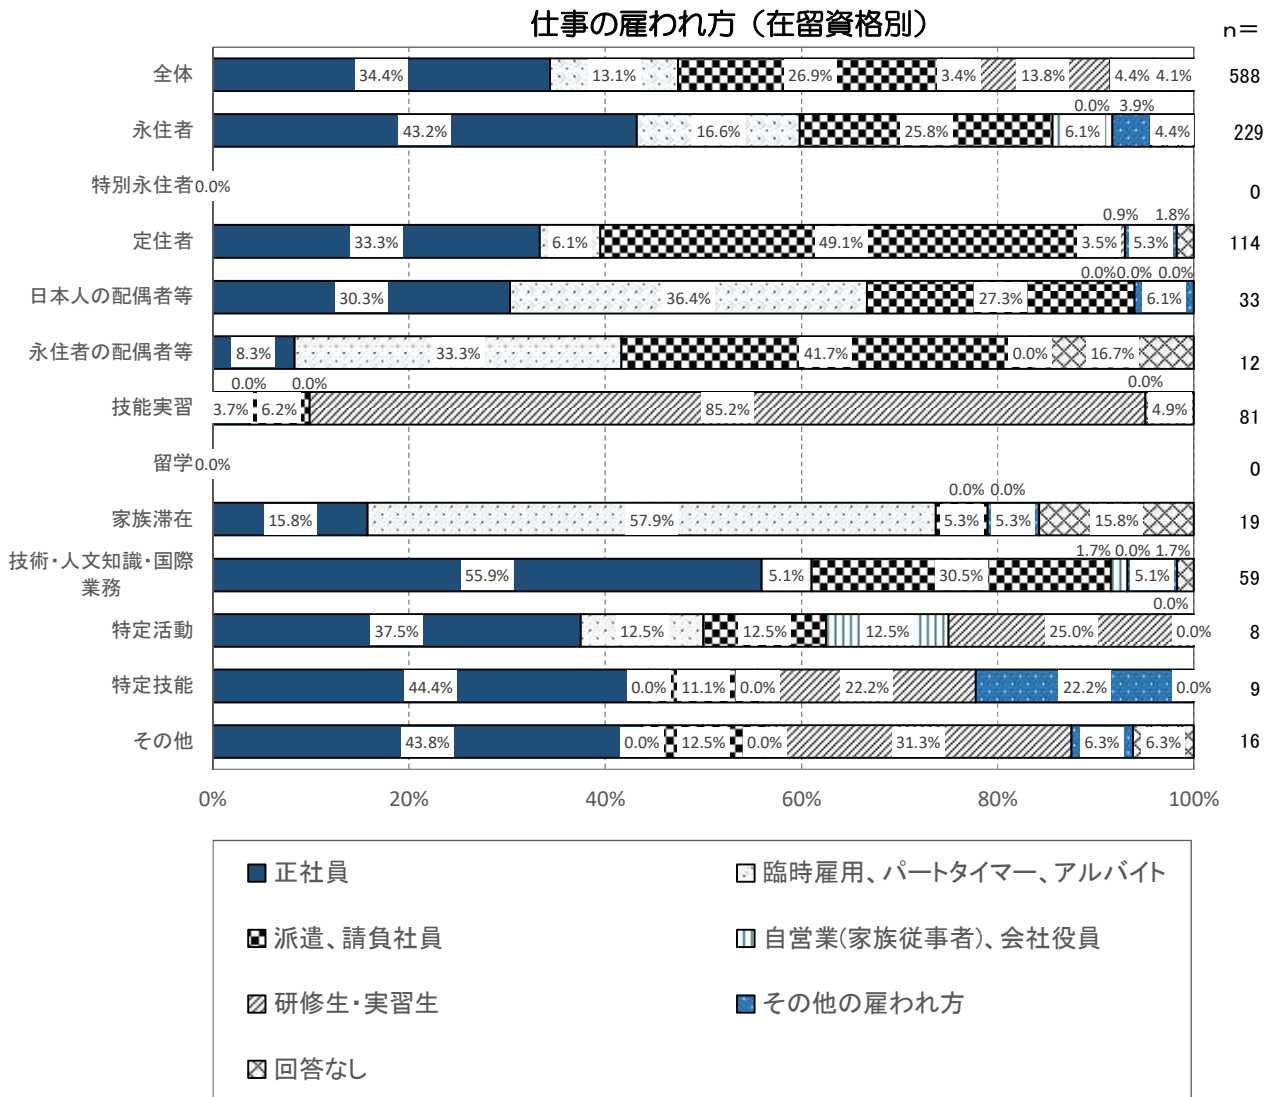 仕事の雇われ方（在留資格別）
n＝
全体 34.4% 13.1% 26.9% 3.4% 13.8% 4.4% 4.1% 588
0.0% 3.9%
永住者 43.2% 16.6% 25.8% 6.1% 4.4% 229
特別永住者 0.0% 0
0.9% 1.8%
定住者 33.3% 6.1% 49.1% 3.5% 5.3% 114
0.0% 0.0% 0.0%
日本人の配偶者等 30.3% 36.4% 27.3% 6.1% 33
永住者の配偶者等 8.3% 33.3% 41.7% 0.0% 16.7% 12
0.0% 0.0% 0.0%
技能実習 3.7% 6.2% 85.2% 4.9% 81
留学 0.0% 0
0.0% 0.0%
家族滞在 15.8% 57.9% 5.3% 5.3% 15.8% 19
1.7% 0.0% 1.7%
技術・人文知識・国際
業務 55.9% 5.1% 30.5% 5.1% 59
0.0%
特定活動 37.5% 12.5% 12.5% 12.5% 25.0% 0.0% 8
特定技能 44.4% 0.0% 11.1% 0.0% 22.2% 22.2% 0.0% 9
その他 43.8% 0.0% 12.5% 0.0% 31.3% 6.3% 6.3% 16
0% 20% 40% 60% 80% 100%
正社員 臨時雇用、パートタイマー、アルバイト
派遣、請負社員 自営業(家族従事者)、会社役員
研修生・実習生 その他の雇われ方
回答なし